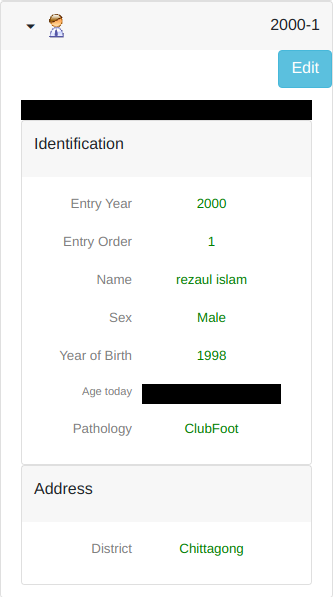 2000-1
Edit
Identification
Entry Year 2000
Entry Order 1
Name rezaul islam
Sex Male
Year of Birth 1998
Age today
Pathology ClubFoot
Address
District Chittagong